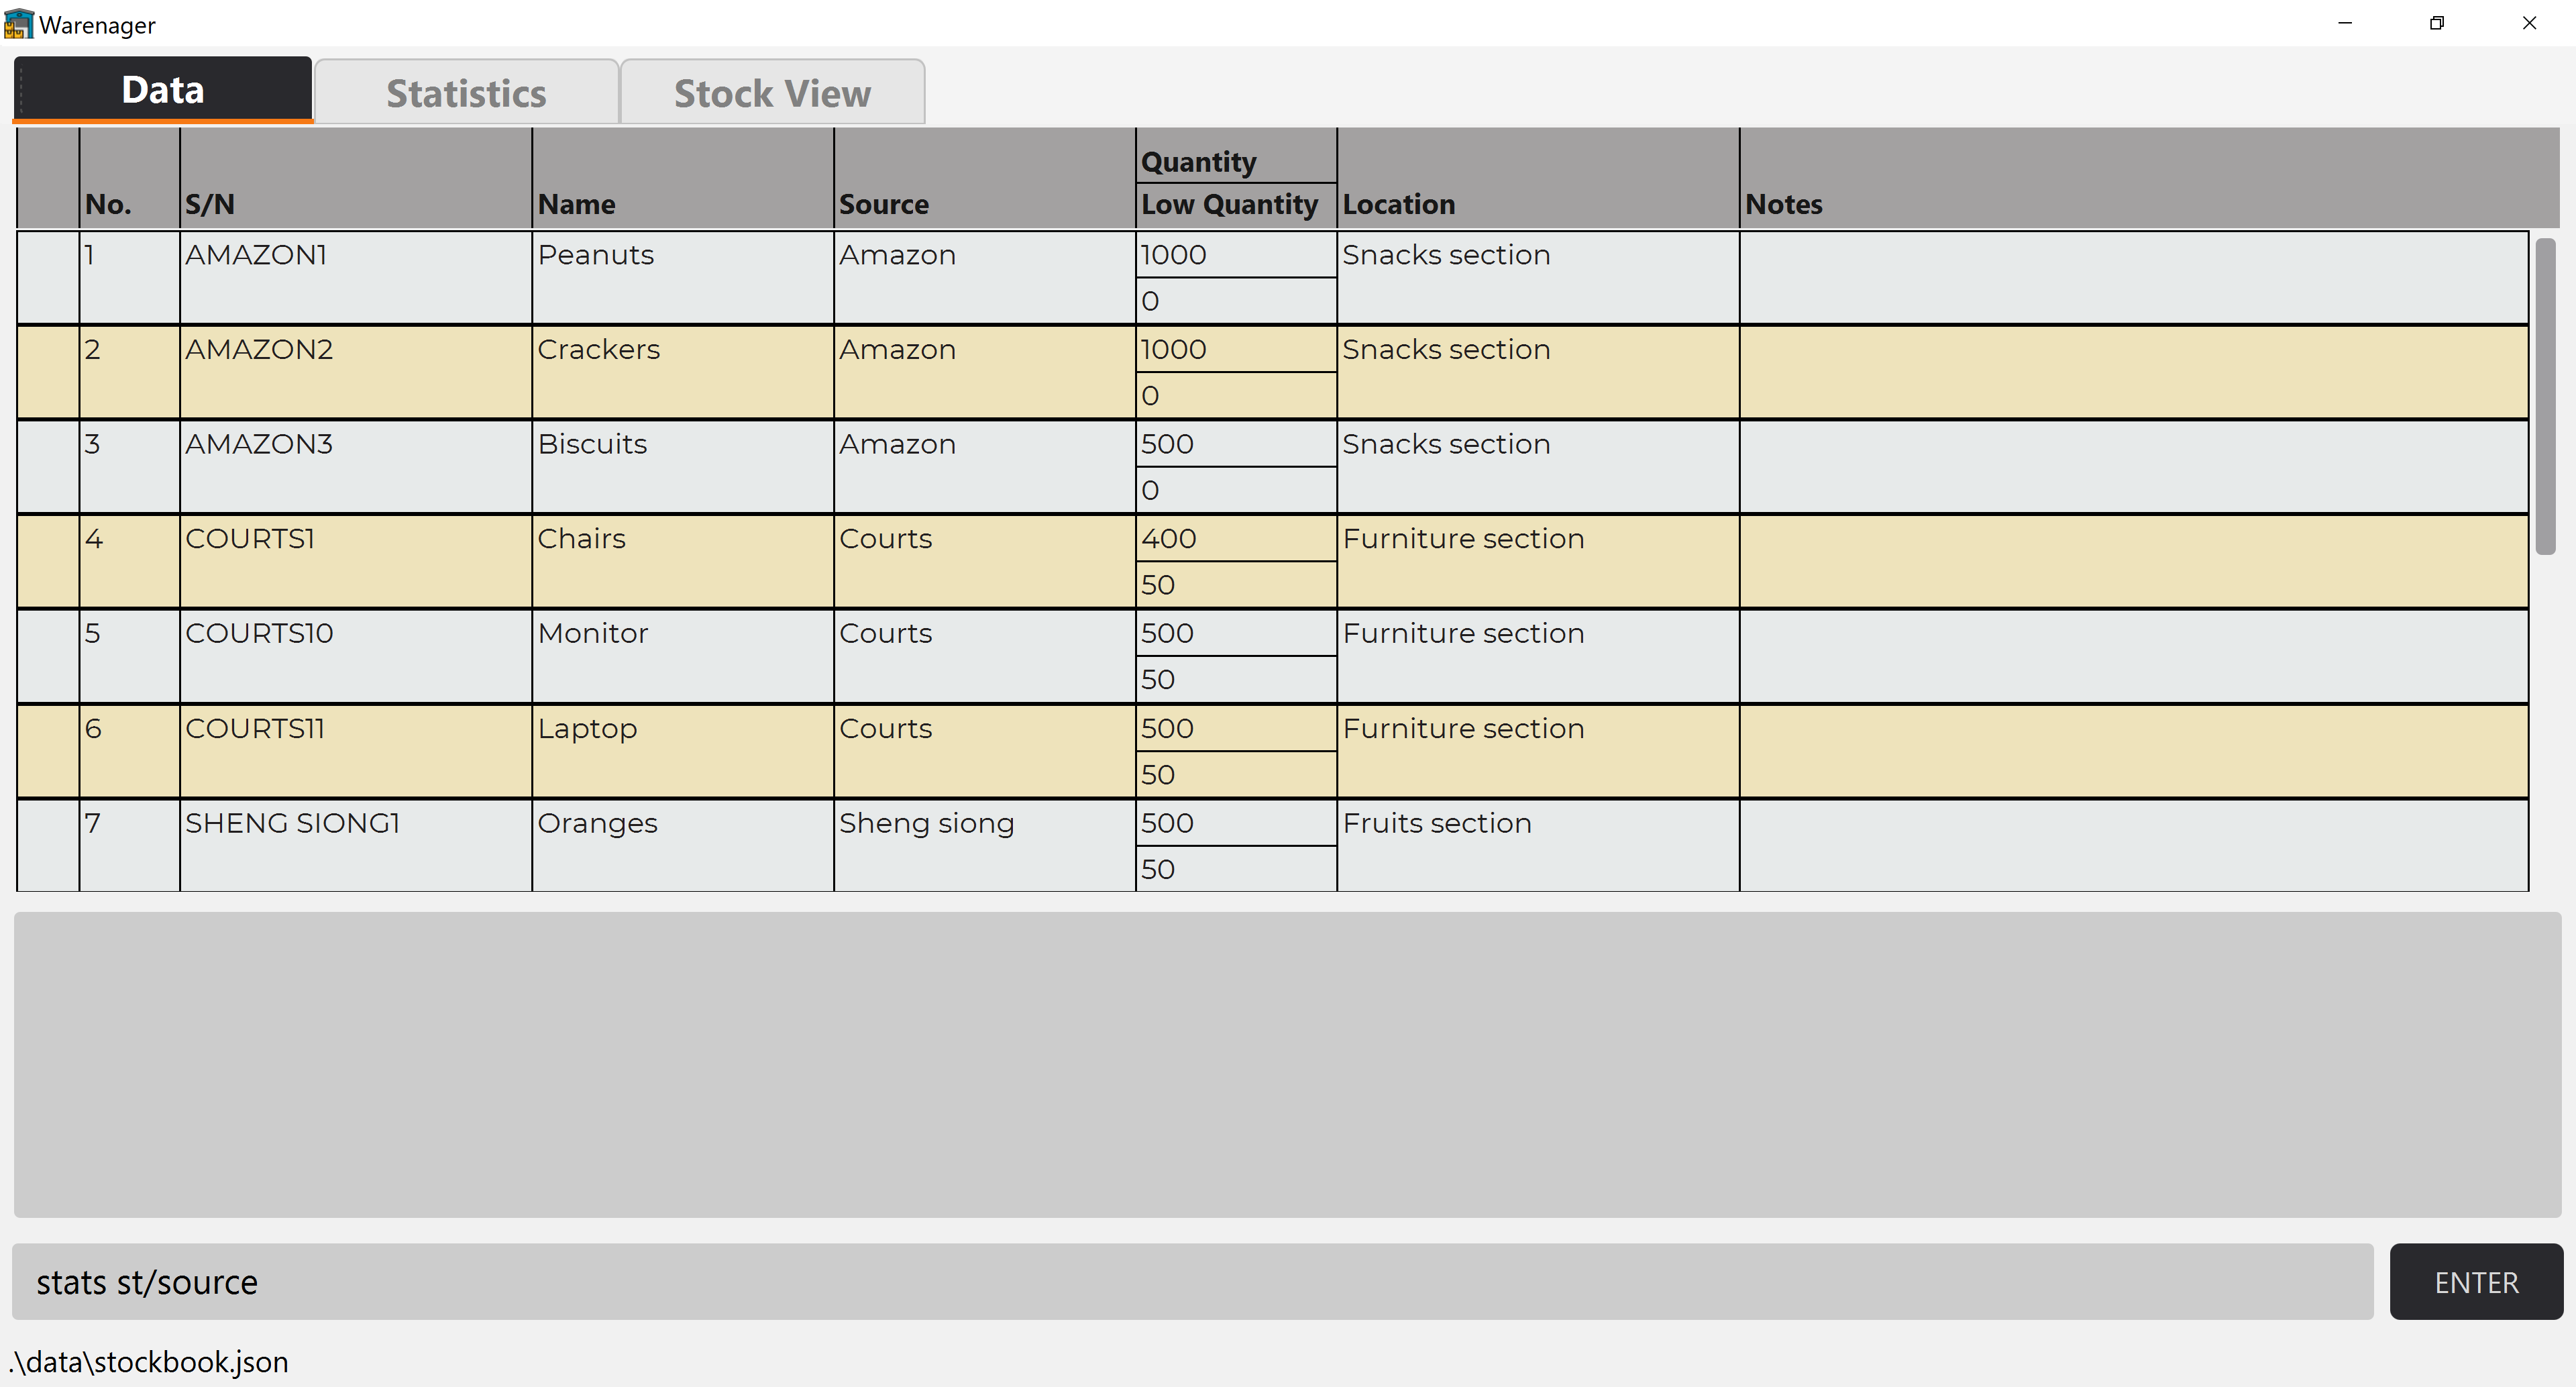 Warenager
Data Statistics Stock View
No. S/N Name Source Quantity Location Notes
Low Quantity
1 AMAZON1 Peanuts Amazon 1000 Snacks section
0
2 AMAZON2 Crackers Amazon 1000 Snacks section
0
3 AMAZON3 Biscuits Amazon 500 Snacks section
0
4 COURTS1 Chairs Courts 400 Furniture section
50
5 COURTS10 Monitor Courts 500 Furniture section
50
6 COURTS11 Laptop Courts 500 Furniture section
50
7 SHENG SIONG1 Oranges Sheng siong 500 Fruits section
50
stats st/source ENTER
.\data\stockbook.json